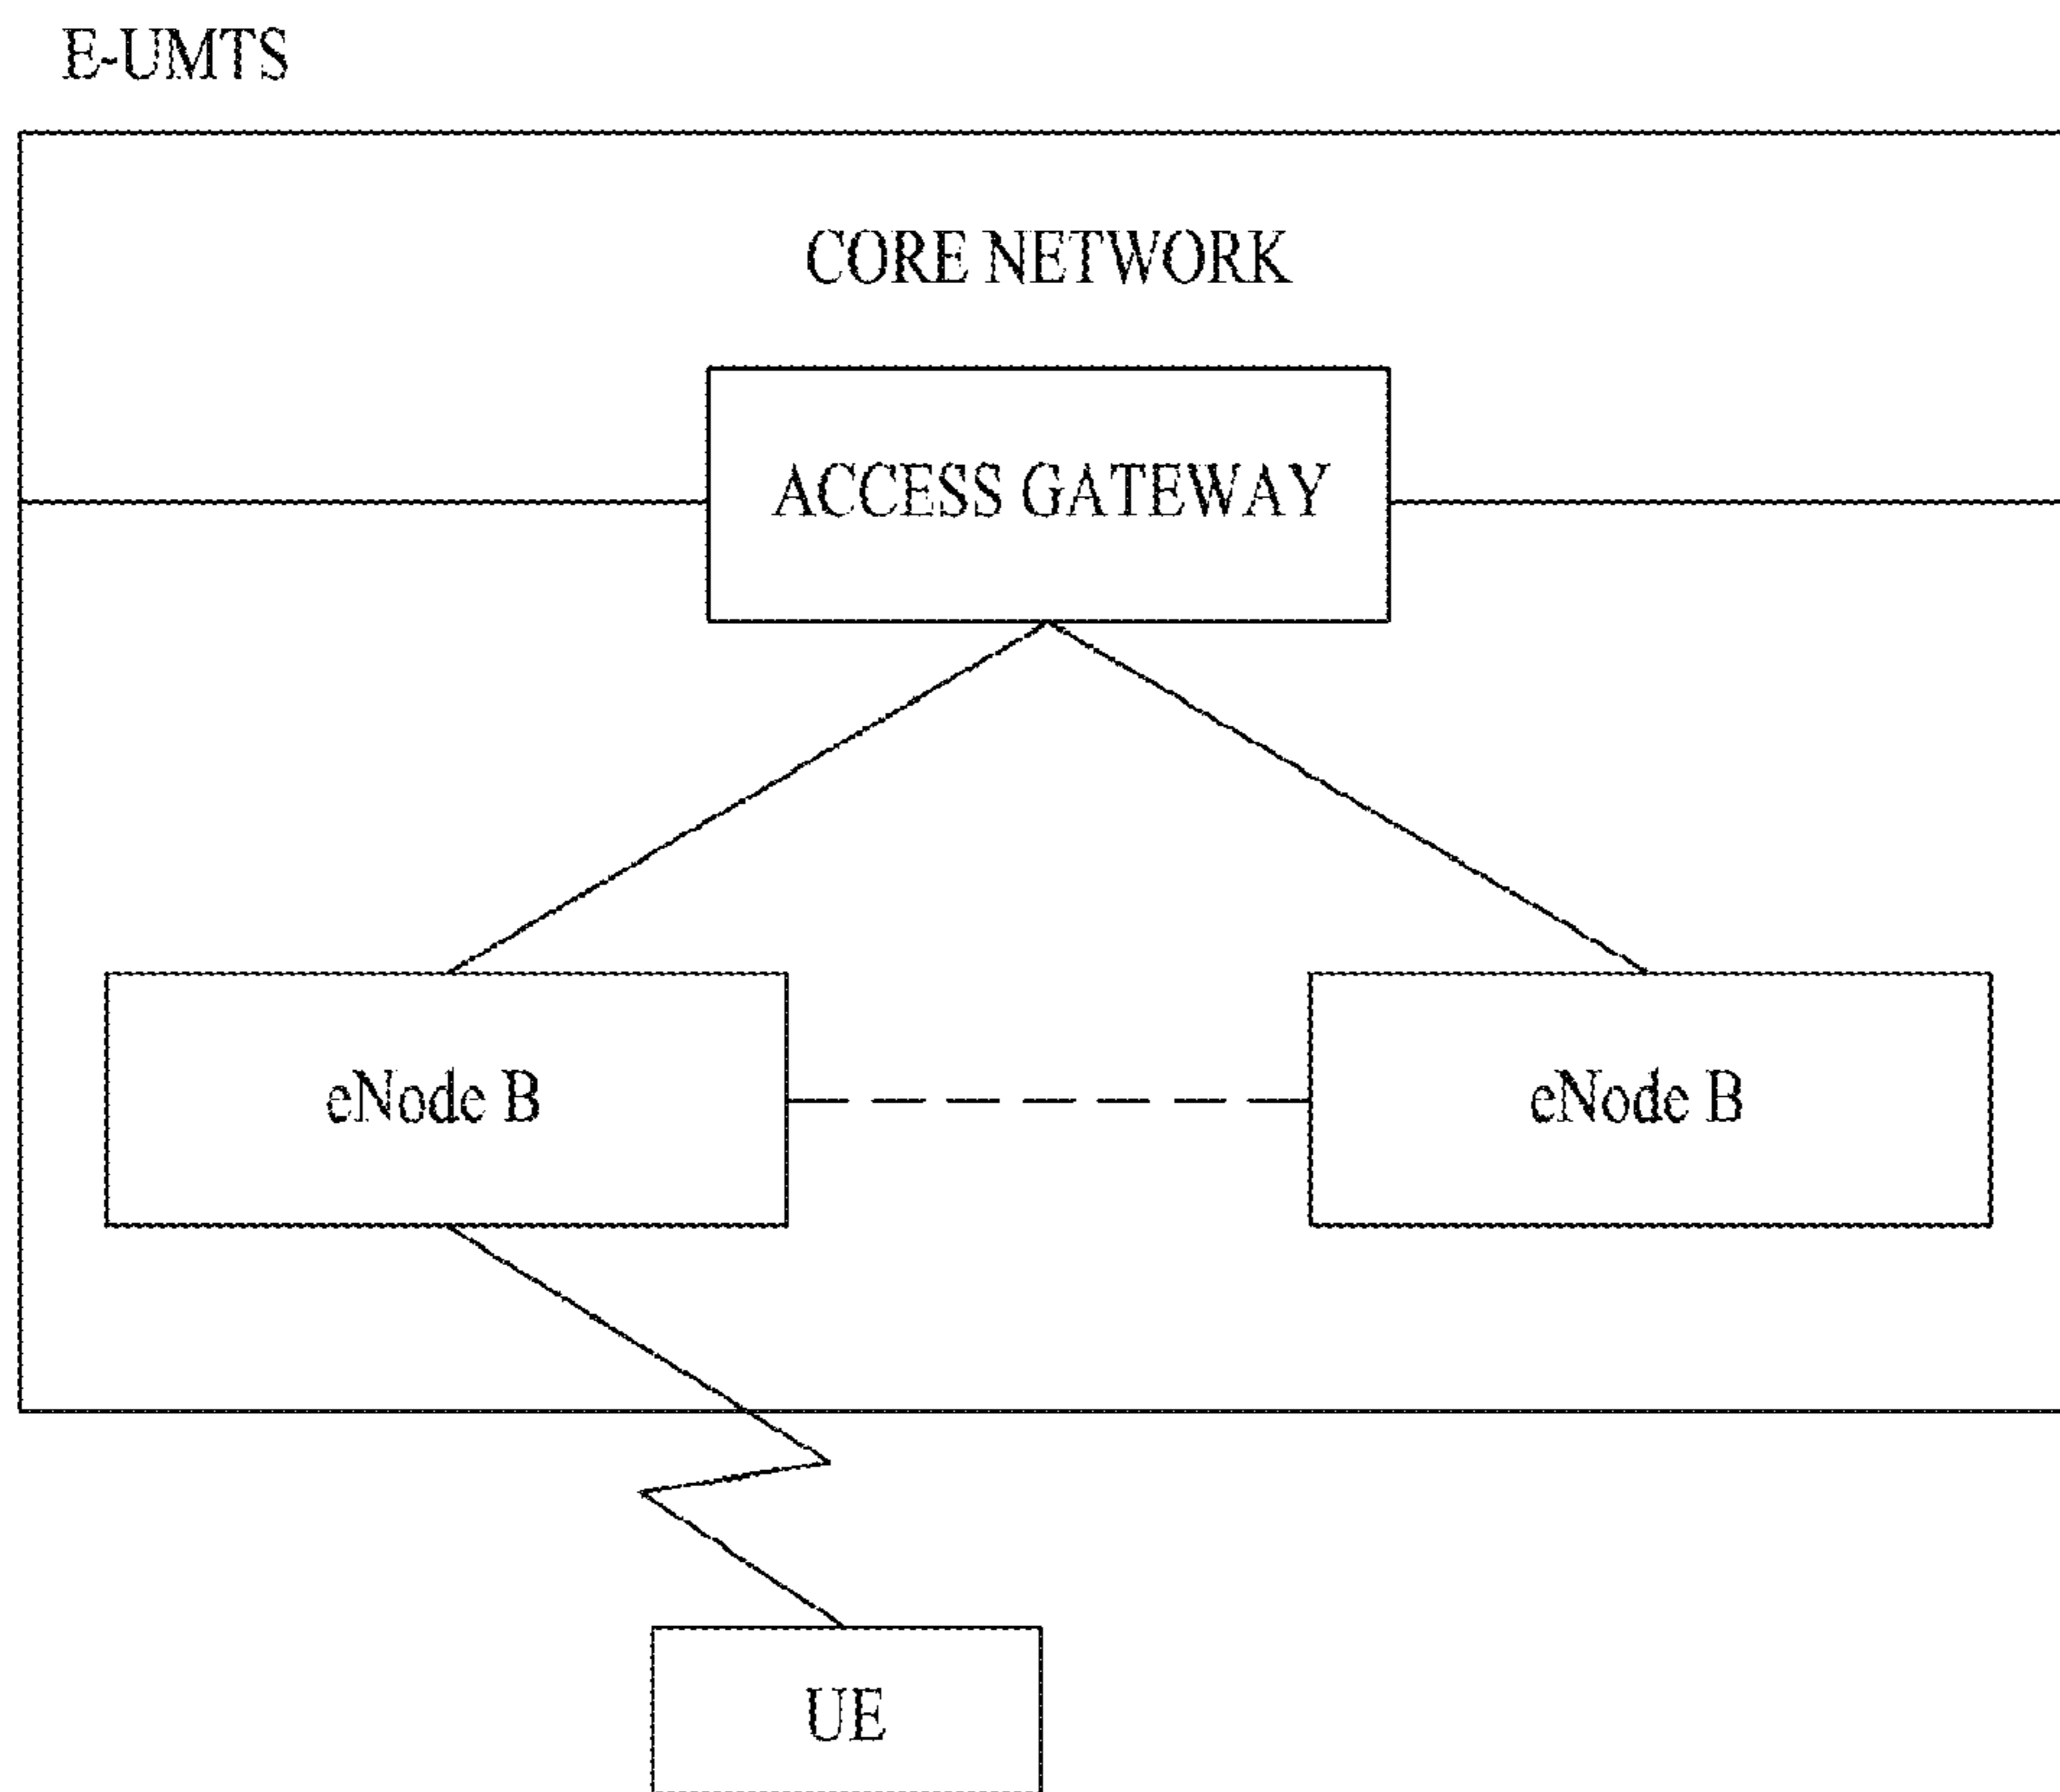 E-UMTS
CORE NETWORK
ACCESS GATEWAY
eNode B
eNode B
UE